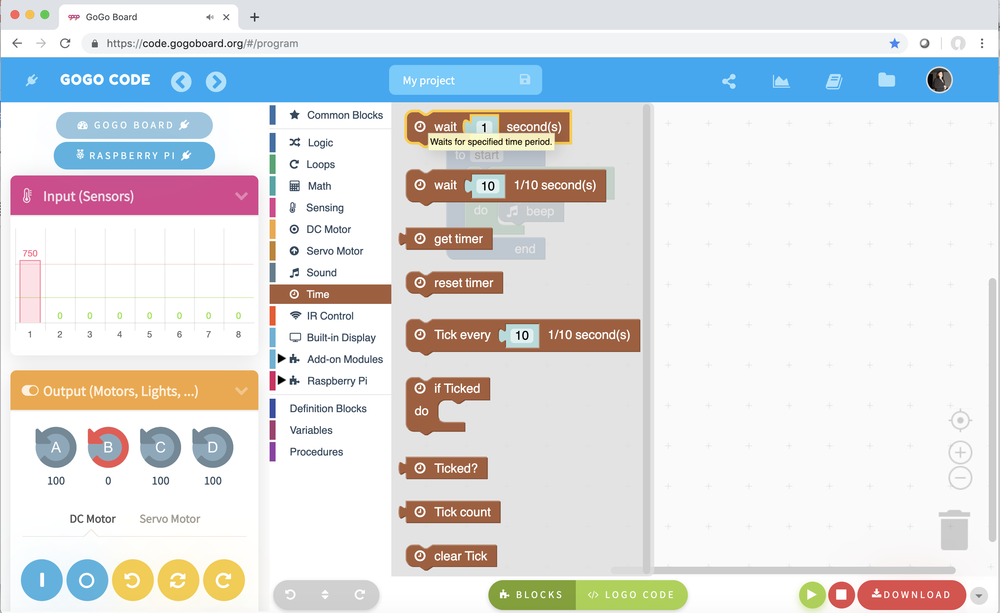 gogo GoGo Board
https://code.gogoboard.org/#/program
GOGO CODE
My project
GOGO BOARD
RASPBERRY PI
Input (Sensors)
750
0 0 0 0 0 0 0
1 2 3 4 5 6 7 8
Output (Motors, Lights, ...)
A B C D
100 0 100 100
DC Motor Servo Motor
Common Blocks
Logic
Loops
Math
Sensing
DC Motor
Servo Motor
Sound
Time
IR Control
Built-in Display
Add-on Modules
Raspberry Pi
Definition Blocks
Variables
Procedures
wait 1 second(s)
Waits for specified time period.
to start
wait 10 1/10 second(s)
do beep
get timer
end
reset timer
Tick every 10 1/10 second(s)
if Ticked
do
Ticked?
Tick count
clear Tick
BLOCKS
</> LOGO CODE
DOWNLOAD